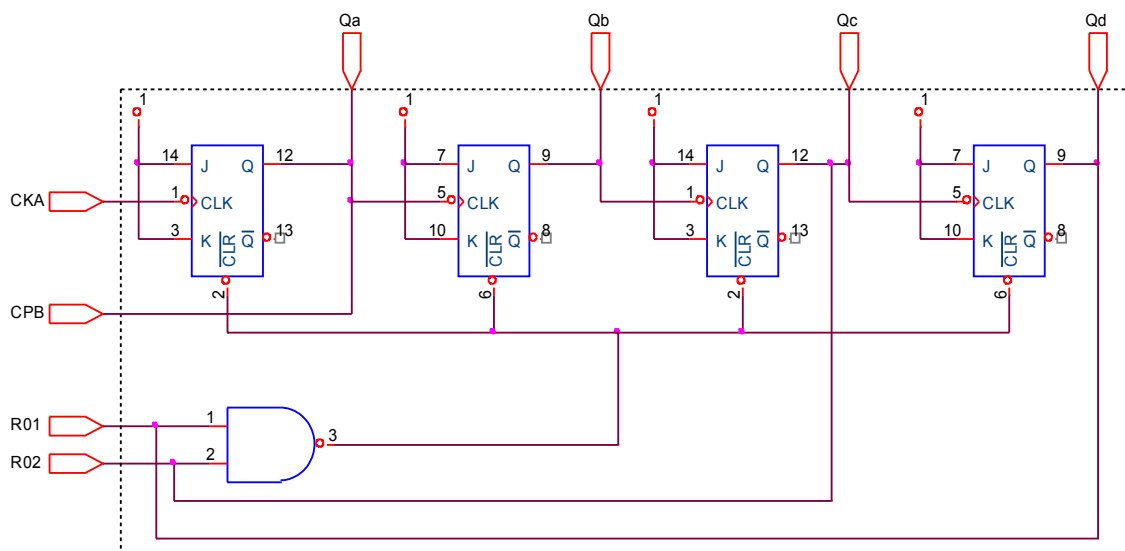 Qa Qb Qc Qd
1 1 1 1
14 J Q 12 7 J Q 9 14 J Q 12 7 J Q 9
CKA 1 CLK 5 CLK 1 CLK 5 CLK
3 K CLR Q 13 10 K CLR Q 8 3 K CLR Q 13 10 K CLR Q 8
2 6 2 6
CPB
R01 1
3
R02 2